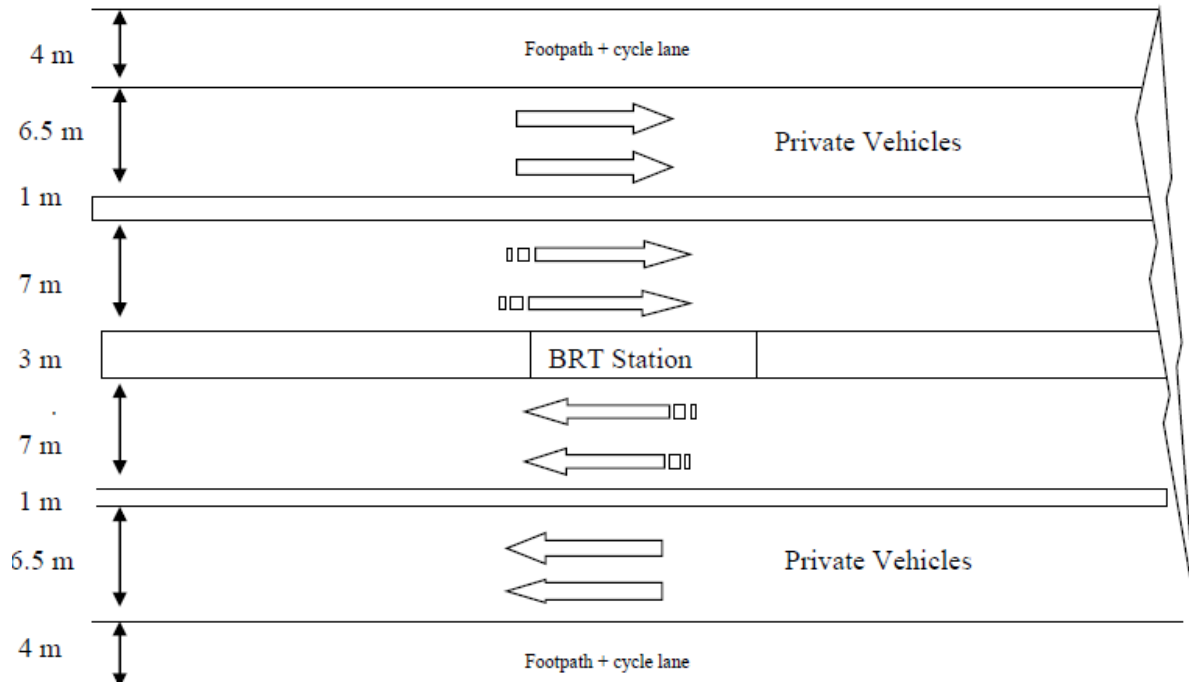 4 m
Footpath + cycle lane
6.5 m
Private Vehicles
1 m
7 m
3 m
BRT Station
7 m
1 m
6.5 m
Private Vehicles
4 m
Footpath + cycle lane